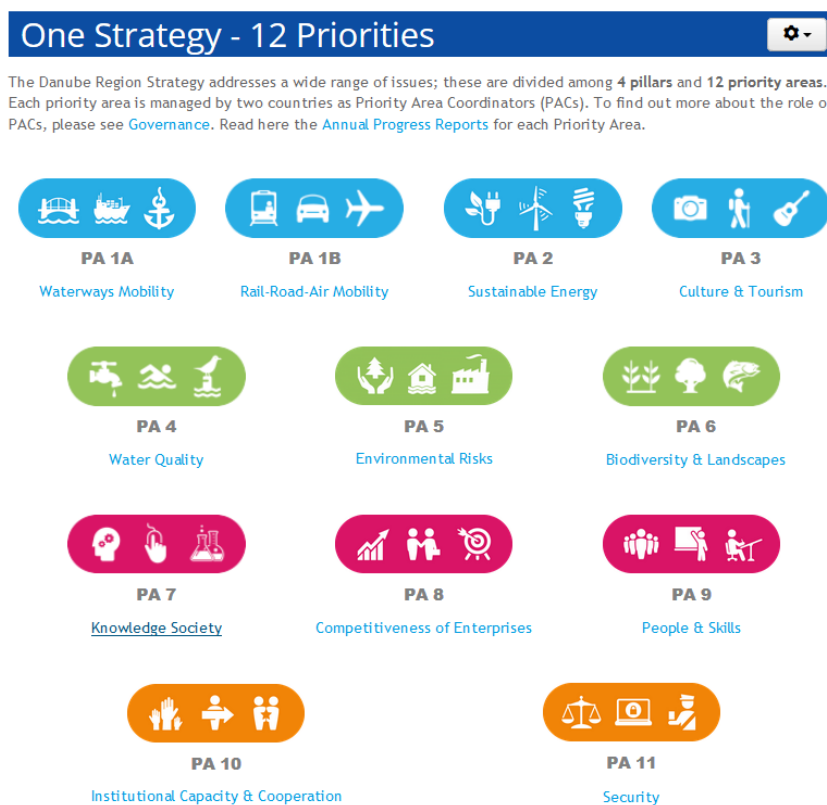 One Strategy - 12 Priorities
The Danube Region Strategy addresses a wide range of issues; these are divided among 4 pillars and 12 priority areas.
Each priority area is managed by two countries as Priority Area Coordinators (PACs). To find out more about the role o
PACs, please see Governance. Read here the Annual Progress Reports for each Priority Area.
PA 1A PA 1B PA 2 PA 3
Waterways Mobility Rail-Road-Air Mobility Sustainable Energy Culture & Tourism
PA 4 PA 5 PA 6
Water Quality Environmental Risks Biodiversity & Landscapes
PA 7 PA 8 PA 9
Knowledge Society Competitiveness of Enterprises People & Skills
PA 10 PA 11
Institutional Capacity & Cooperation Security